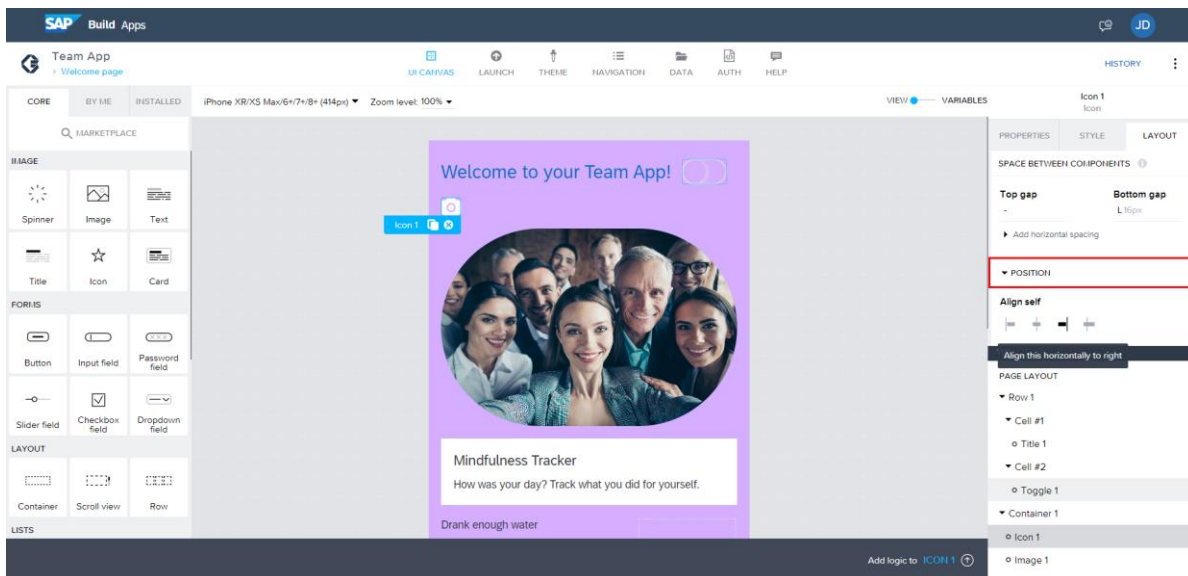 SAP Build Apps
JD
Team App
Welcome page
UI CANVAS
LAUNCH
THEME
NAVIGATION
DATA
AUTH
HELP
HISTORY
CORE
BY ME
INSTALLED
iPhone XR/XS Max/6+/7+/8+ (414px)
Zoom level: 100%
VIEW
VARIABLES
Icon 1
Icon
MARKETPLACE
PROPERTIES
STYLE
LAYOUT
IMAGE
Spinner
Image
Text
Title
Icon
Card
FORMS
Button
Input field
Password
field
Slider field
Checkbox
field
Dropdown
field
LAYOUT
Container
Scroll view
Row
LISTS
Welcome to your Team App!
Icon 1
Mindfulness Tracker
How was your day? Track what you did for yourself.
Drank enough water
SPACE BETWEEN COMPONENTS
Top gap
Bottom gap
-
L 16px
Add horizontal spacing
POSITION
Align self
Align this horizontally to right
PAGE LAYOUT
Row 1
Cell #1
Title 1
Cell #2
Toggle 1
Container 1
Icon 1
Image 1
Add logic to ICON 1